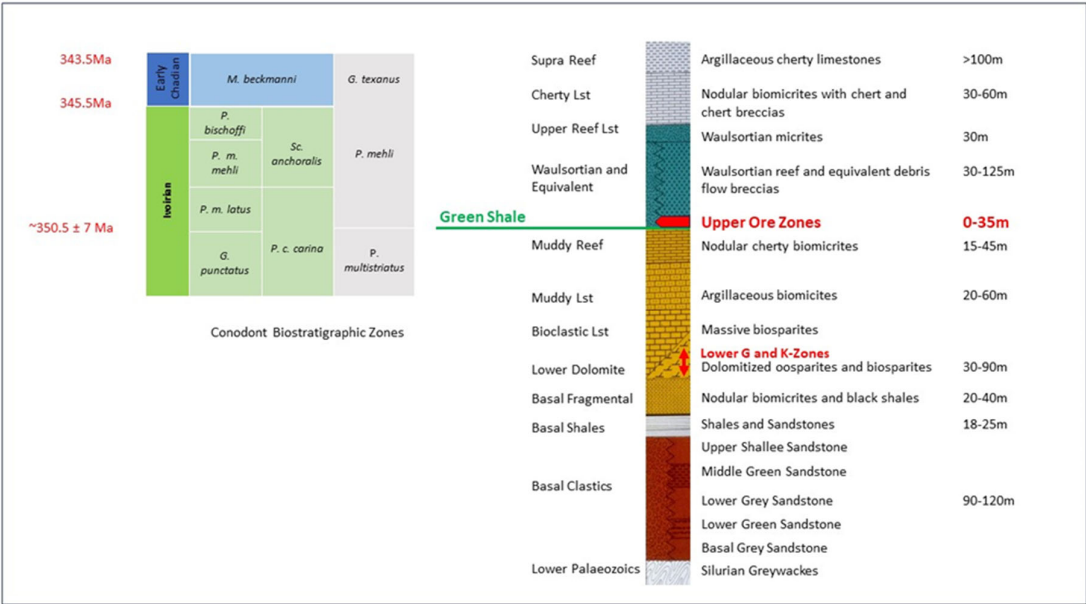 343.5Ma
Early
Chadian
M. beckmanni
G. texanus
345.5Ma
Ivoirian
P.
bischoffi
Sc.
anchoralis
P. mehli
P. m.
mehli
P. m. latus
~350.5 ± 7 Ma
P. c. carina
G.
punctatus
P.
multistriatus
Conodont Biostratigraphic Zones
Supra Reef
Argillaceous cherty limestones
>100m
Cherty Lst
Nodular biomicrites with chert and
chert breccias
30-60m
Upper Reef Lst
Waulsortian micrites
30m
Waulsortian and
Equivalent
Waulsortian reef and equivalent debris
flow breccias
30-125m
Green Shale
Upper Ore Zones
0-35m
Muddy Reef
Nodular cherty biomicrites
15-45m
Muddy Lst
Argillaceous biomicites
20-60m
Bioclastic Lst
Massive biosparites
Lower G and K-Zones
Lower Dolomite
Dolomitized oosparites and biosparites
30-90m
Basal Fragmental
Nodular biomicrites and black shales
20-40m
Basal Shales
Shales and Sandstones
18-25m
Upper Shallee Sandstone
Middle Green Sandstone
Basal Clastics
Lower Grey Sandstone
90-120m
Lower Green Sandstone
Basal Grey Sandstone
Lower Palaeozoics
Silurian Greywackes